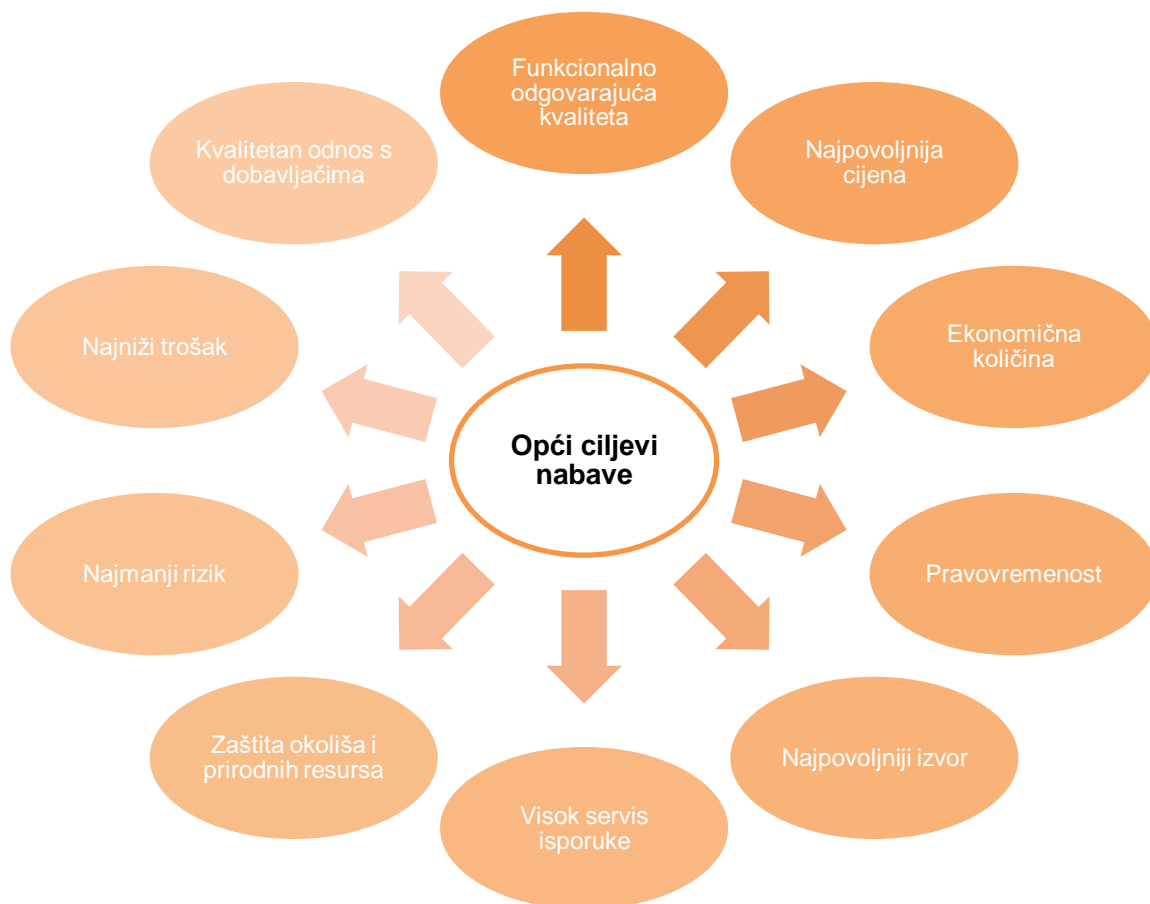 Funkcionalno
odgovarajuća
kvaliteta
Najpovoljnija
cijena
Ekonomična
količina
Pravovremenost
Najpovoljniji izvor
Visok servis
isporuke
Zaštita okoliša i
prirodnih resursa
Najmanji rizik
Najniži trošak
Kvalitetan odnos s
dobavljačima
Opći ciljevi
nabave